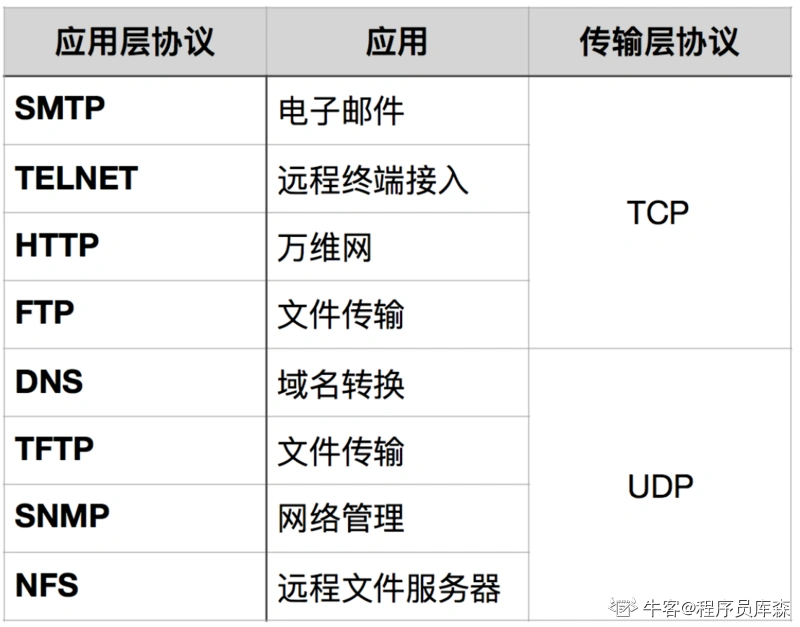 应用层协议 应用 传输层协议
SMTP 电子邮件
TELNET 远程终端接入
TCP
HTTP 万维网
FTP 文件传输
DNS 域名转换
TFTP 文件传输
UDP
SNMP 网络管理
NFS 远程文件服务器
牛客@程序员库森